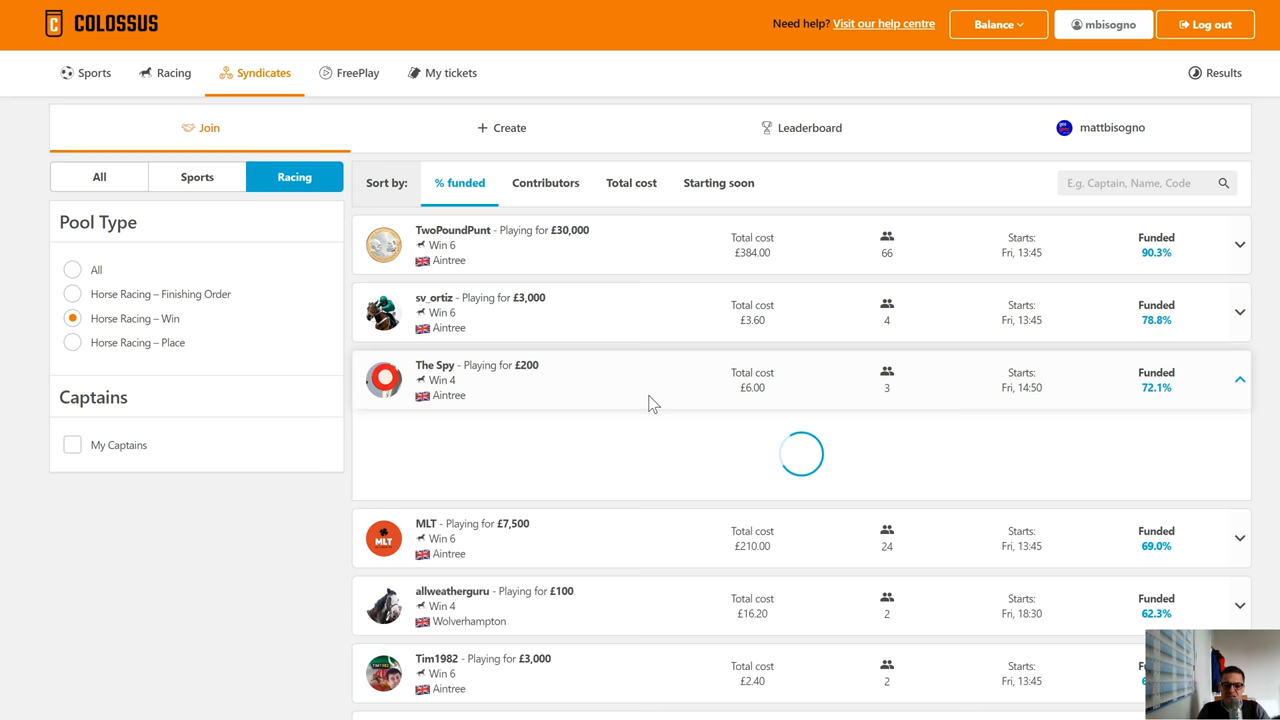 C COLOSSUS
Need help? Visit our help centre
Balance
mbisogno
Log out
Sports
Racing
Syndicates
FreePlay
My tickets
Results
Join
+ Create
Leaderboard
mattbisogno
All
Sports
Racing
Sort by:
% funded
Contributors
Total cost
Starting soon
E.g. Captain, Name, Code
Pool Type
All
Horse Racing – Finishing Order
Horse Racing – Win
Horse Racing – Place
Captains
My Captains
TwoPoundPunt - Playing for £30,000
Win 6
Aintree
Total cost
£384.00
66
Starts:
Fri, 13:45
Funded
90.3%
sv_ortiz - Playing for £3,000
Win 6
Aintree
Total cost
£3.60
4
Starts:
Fri, 13:45
Funded
78.8%
The Spy - Playing for £200
Win 4
Aintree
Total cost
£6.00
3
Starts:
Fri, 14:50
Funded
72.1%
MLT
MLT - Playing for £7,500
Win 6
Aintree
Total cost
£210.00
24
Starts:
Fri, 13:45
Funded
69.0%
allweatherguru - Playing for £100
Win 4
Wolverhampton
Total cost
£16.20
2
Starts:
Fri, 18:30
Funded
62.3%
Tim1982 - Playing for £3,000
Win 6
Aintree
Total cost
£2.40
2
Starts:
Fri, 13:45